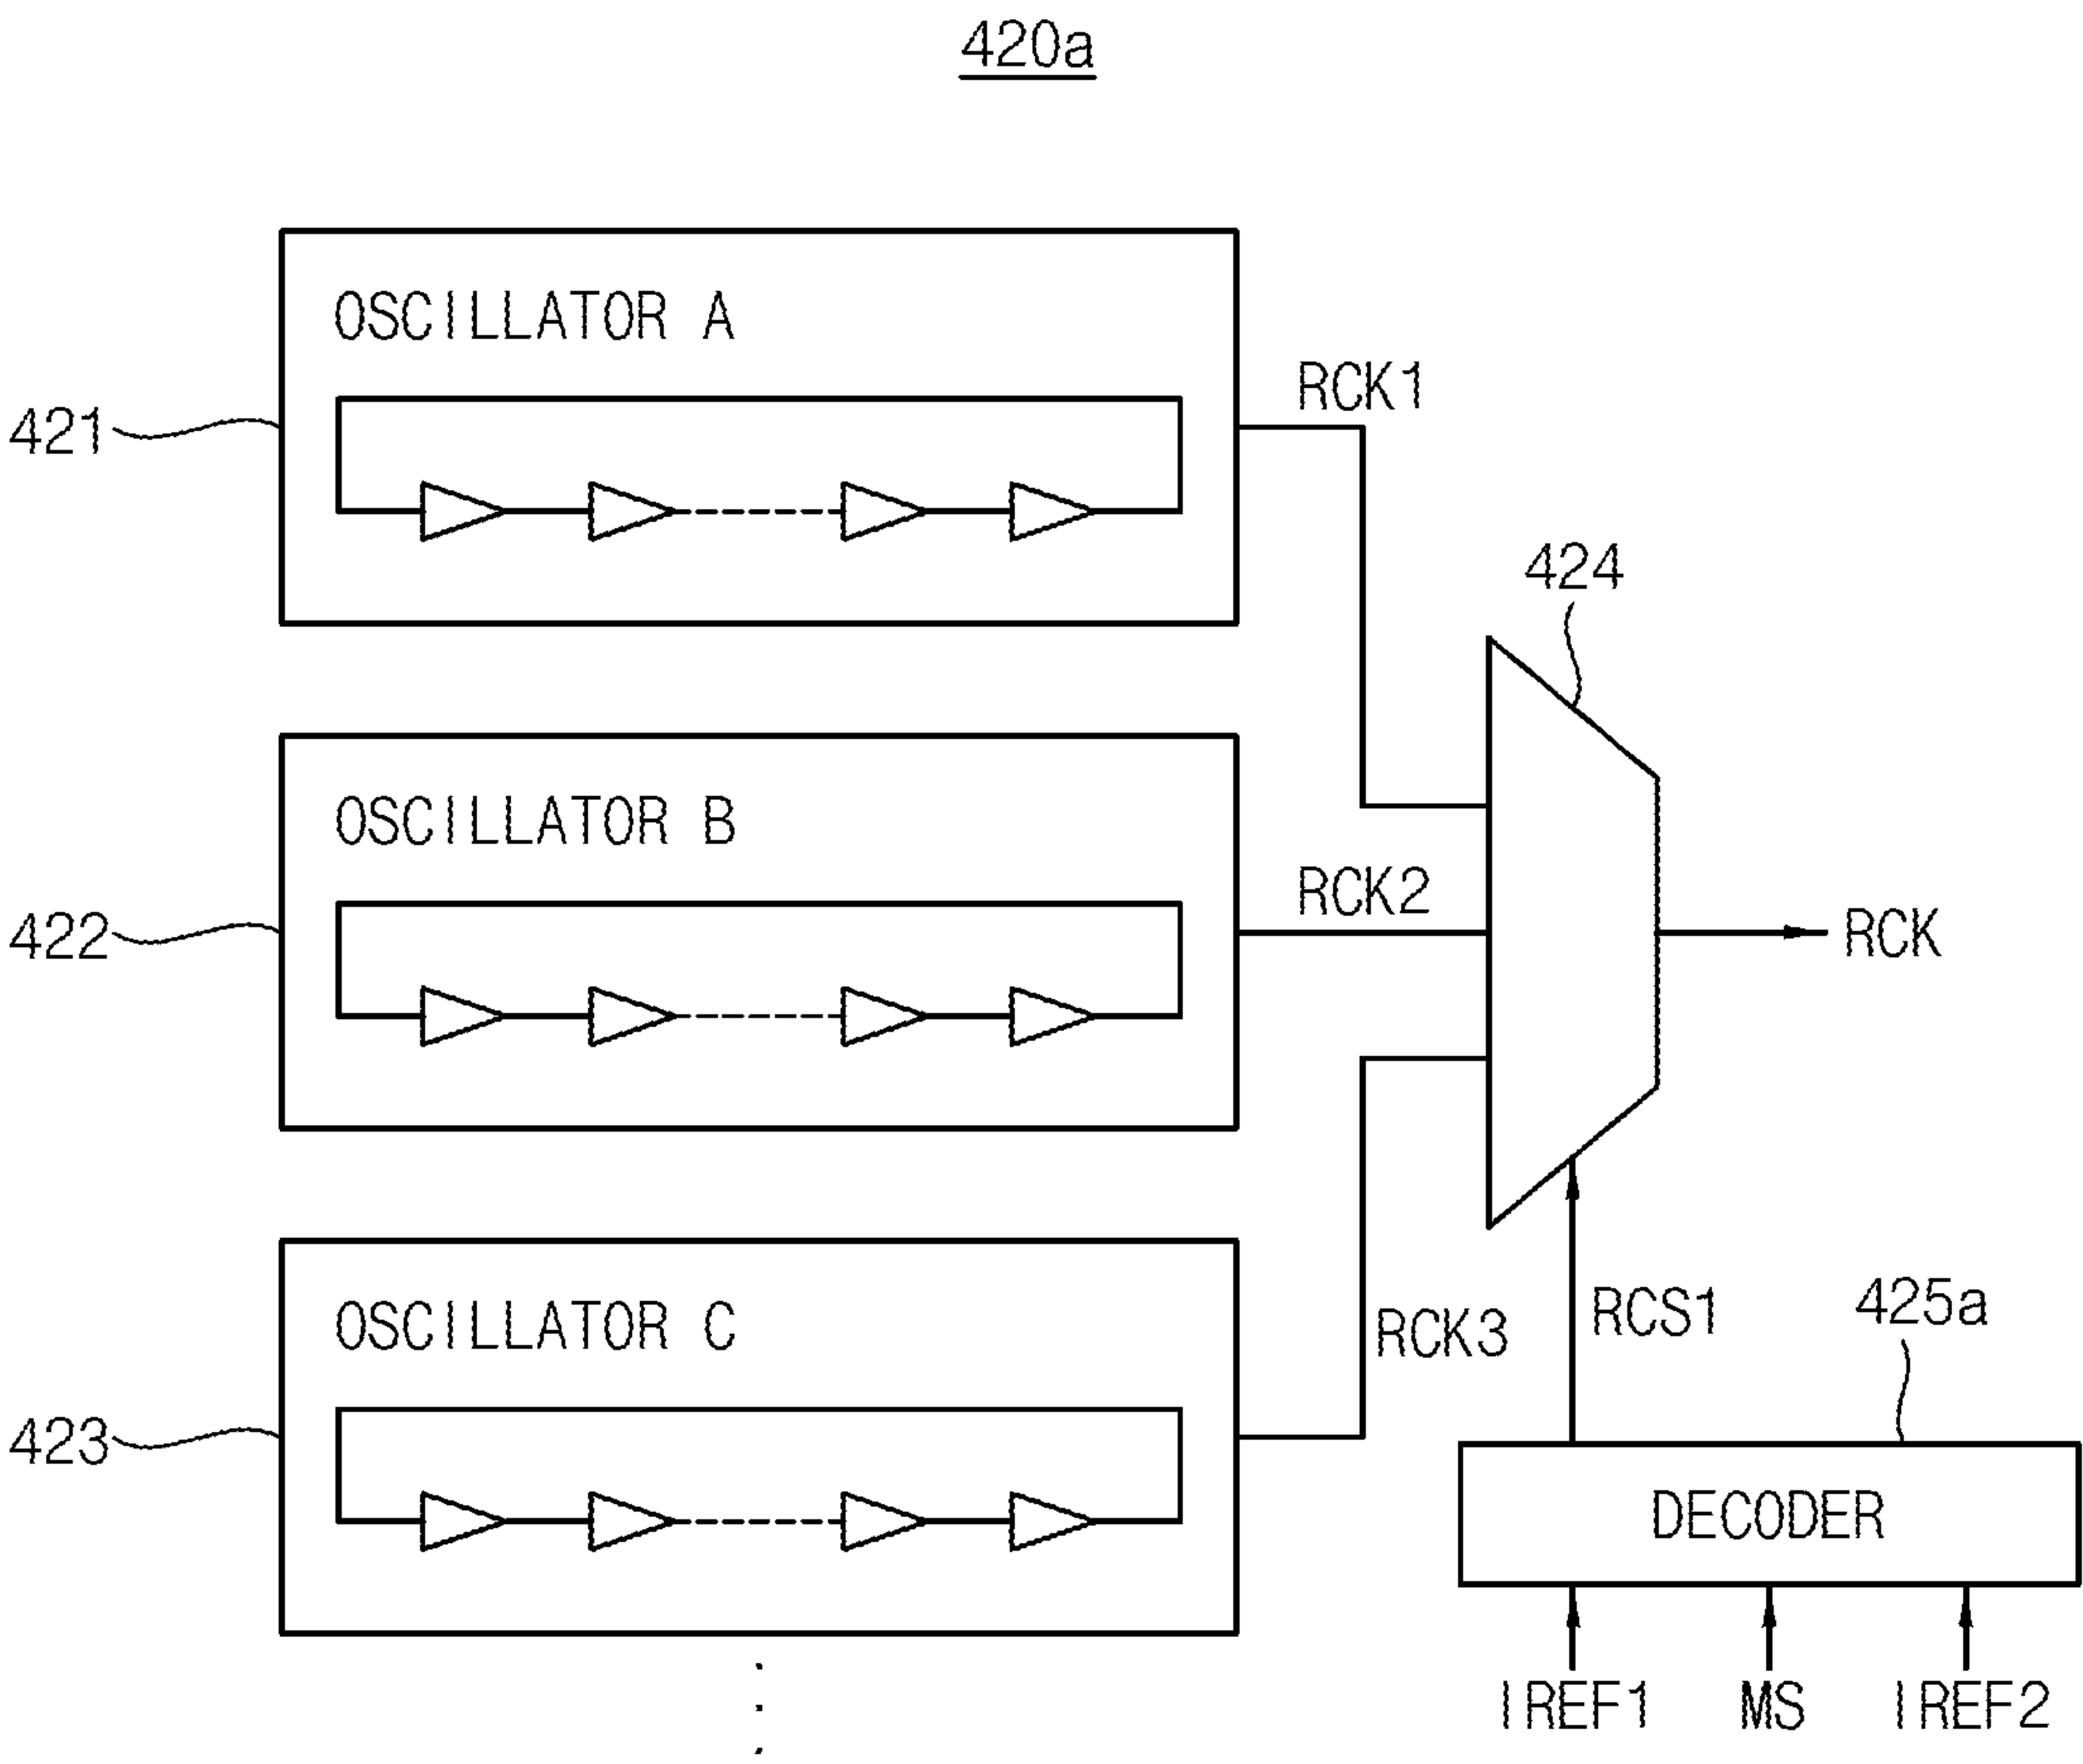 420a
OSCILLATOR A
RCK1
421
424
OSCILLATOR B
RCK2
422
RCK
OSCILLATOR C
RCK3
RCS1
425a
423
DECODER
IREF1
MS
IREF2